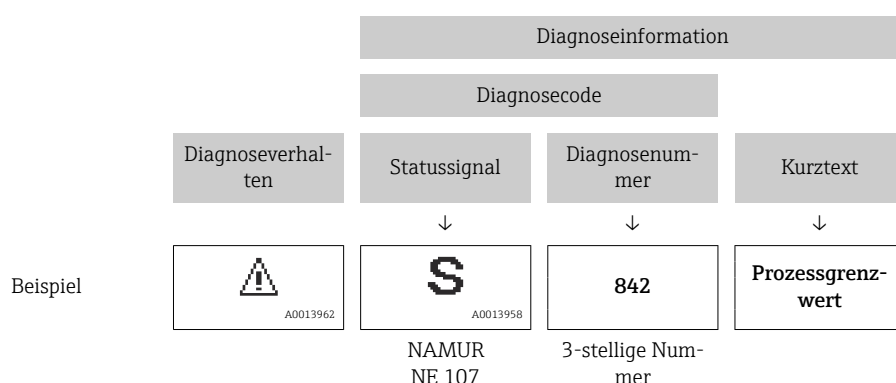 Diagnoseinformation
Diagnosecode
Diagnoseverhal-
ten
Statussignal
Diagnosenum-
mer
Kurztext
↓ ↓ ↓
Beispiel
A0013962
S
A0013958
842
Prozessgrenz-
wert
NAMUR
NE 107
3-stellige Num-
mer